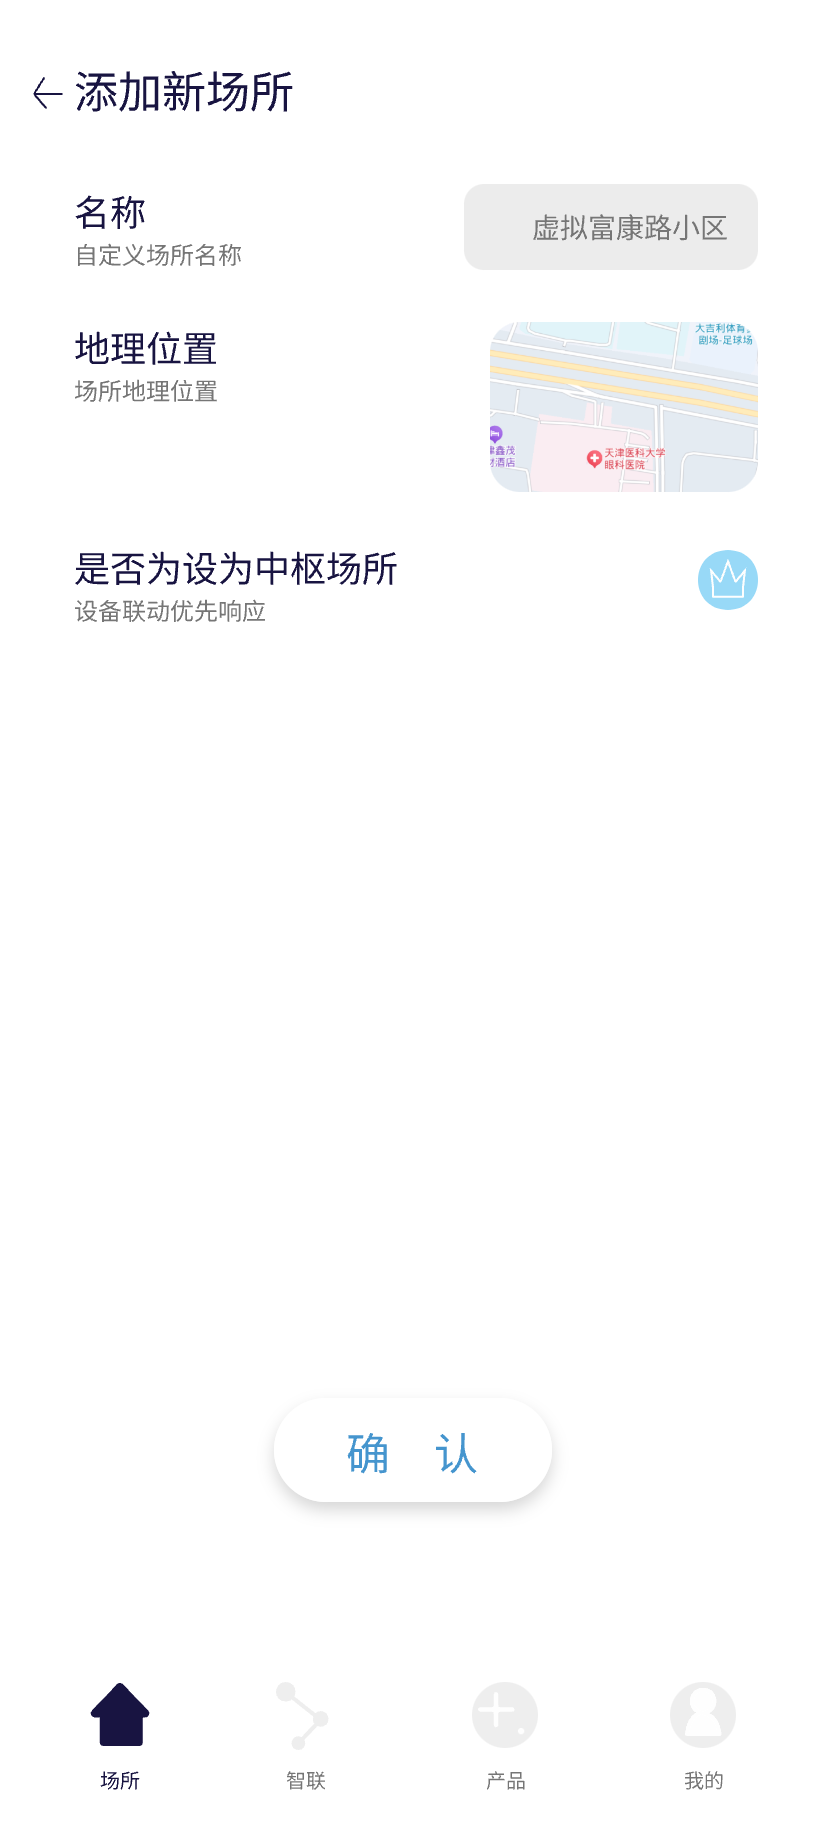 添加新场所
名称
自定义场所名称
虚拟富康路小区
地理位置
场所地理位置
大吉利体育
剧场·足球场
津鑫茂
材酒店
天津医科大学
眼科医院
是否为设为中枢场所
设备联动优先响应
确 认
场所
智联
产品
我的